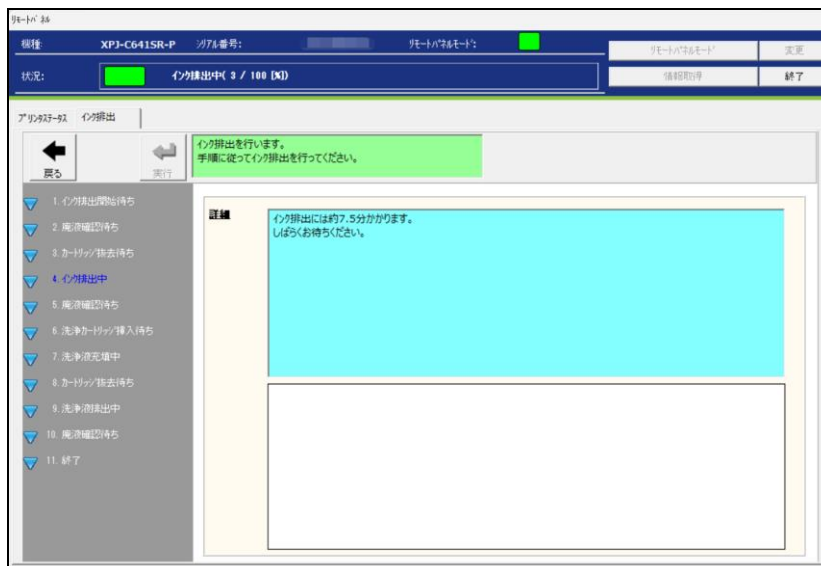 リモートパネル
機種: XPJ-C641SR-P シリアル番号: リモートパネルモード:
リモートパネルモード 変更
状況: インク排出中( 3 / 100 [%])
情報取得 終了
プリンタステータス インク排出
戻る 実行
インク排出を行います。
手順に従ってインク排出を行ってください。
1. インク排出開始待ち
2. 廃液確認待ち
3. カートリッジ抜去待ち
4. インク排出中
5. 廃液確認待ち
6. 洗浄カートリッジ挿入待ち
7. 洗浄液充填中
8. カートリッジ抜去待ち
9. 洗浄液排出中
10. 廃液確認待ち
11. 終了
詳細
インク排出には約7.5分かかります。
しばらくお待ちください。